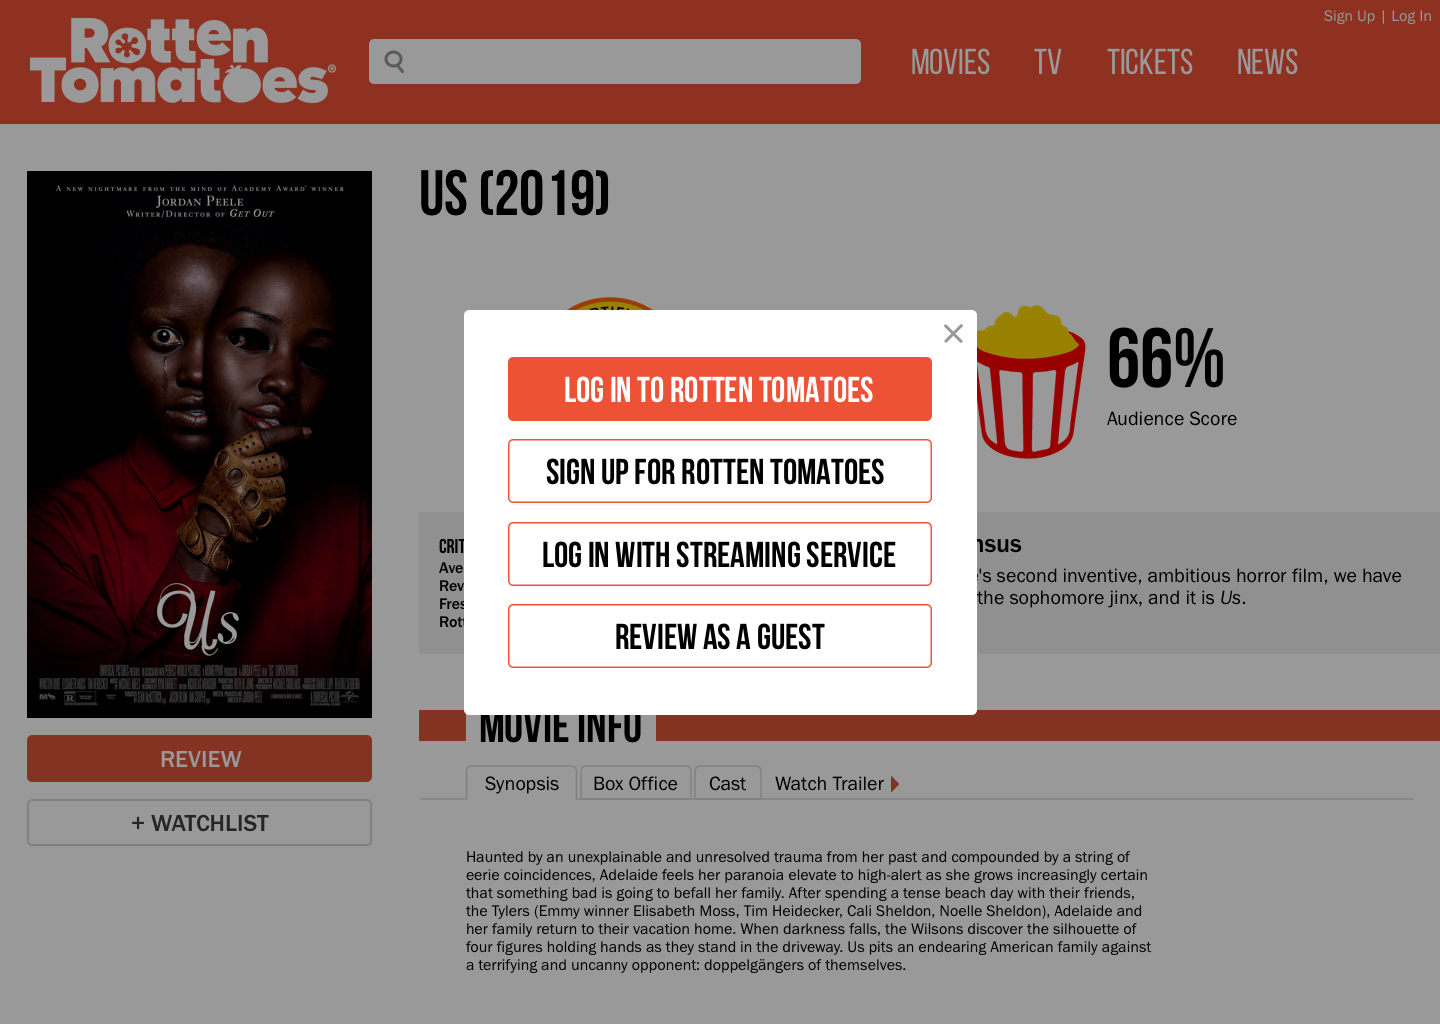 Sign Up | Log In
Rotten
Tomatoes®
MOVIES TV TICKETS NEWS
US (2019)
A NEW NIGHTMARE FROM THE MIND OF ACADEMY AWARD® WINNER
JORDAN PEELE
WRITER/DIRECTOR OF GET OUT
Us
R
REVIEW
+ WATCHLIST
LOG IN TO ROTTEN TOMATOES
SIGN UP FOR ROTTEN TOMATOES
LOG IN WITH STREAMING SERVICE
REVIEW AS A GUEST
66%
Audience Score
CRIT
Ave
Rev
Fres
Rott
nsus
's second inventive, ambitious horror film, we have
the sophomore jinx, and it is Us.
MOVIE INFO
Synopsis Box Office Cast Watch Trailer
Haunted by an unexplainable and unresolved trauma from her past and compounded by a string of
eerie coincidences, Adelaide feels her paranoia elevate to high-alert as she grows increasingly certain
that something bad is going to befall her family. After spending a tense beach day with their friends,
the Tylers (Emmy winner Elisabeth Moss, Tim Heidecker, Cali Sheldon, Noelle Sheldon), Adelaide and
her family return to their vacation home. When darkness falls, the Wilsons discover the silhouette of
four figures holding hands as they stand in the driveway. Us pits an endearing American family against
a terrifying and uncanny opponent: doppelgängers of themselves.